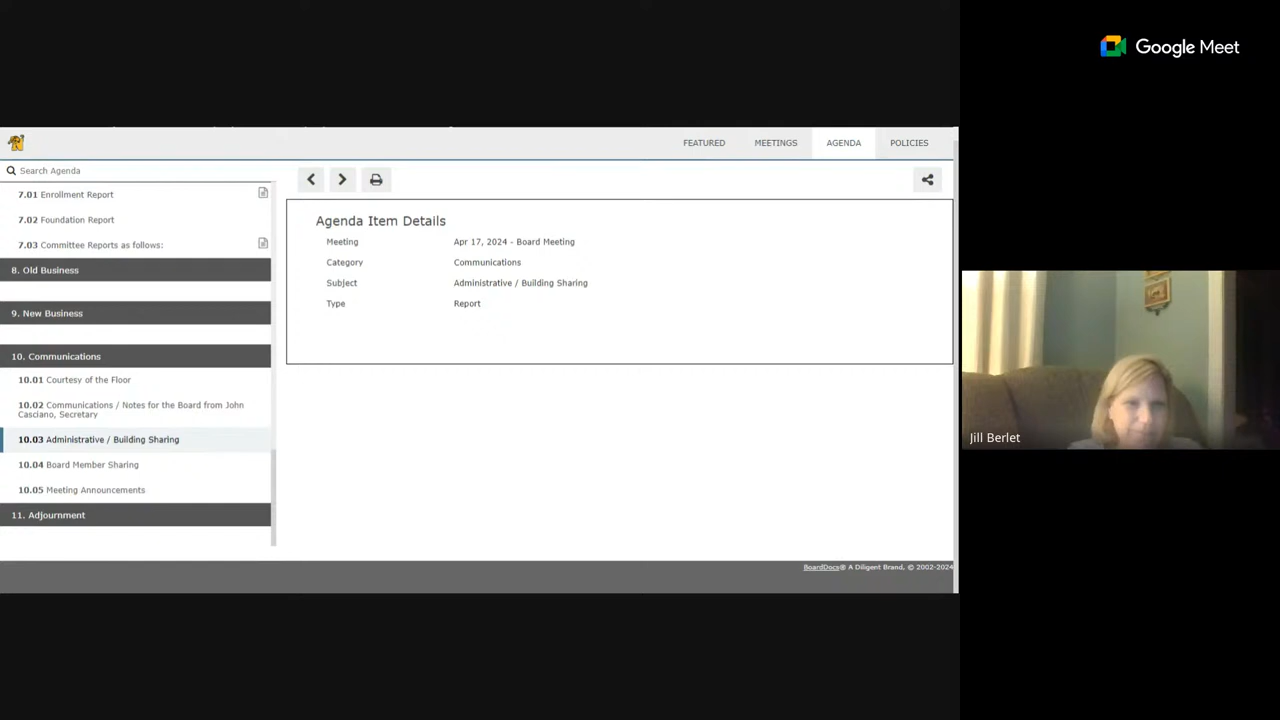 Google Meet
FEATURED
MEETINGS
AGENDA
POLICIES
Search Agenda
7.01 Enrollment Report
7.02 Foundation Report
7.03 Committee Reports as follows:
8. Old Business
9. New Business
10. Communications
10.01 Courtesy of the Floor
10.02 Communications / Notes for the Board from John
Casciano, Secretary
10.03 Administrative / Building Sharing
10.04 Board Member Sharing
10.05 Meeting Announcements
11. Adjournment
Agenda Item Details
Meeting Apr 17, 2024 - Board Meeting
Category Communications
Subject Administrative / Building Sharing
Type Report
Jill Berlet
BoardDocs® A Diligent Brand, © 2002-2024